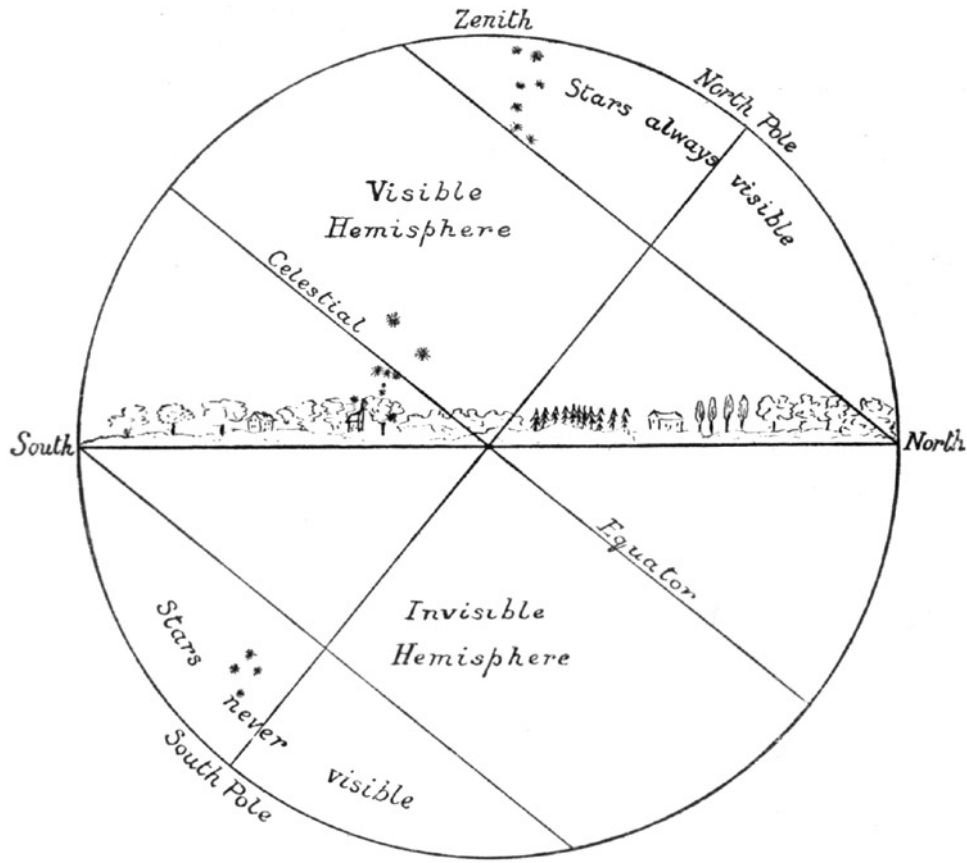 Zenith
North Pole
Stars always
visible
Visible
Hemisphere
Celestial
South
North
Equator
Invisible
Hemisphere
Stars
never
visible
South Pole